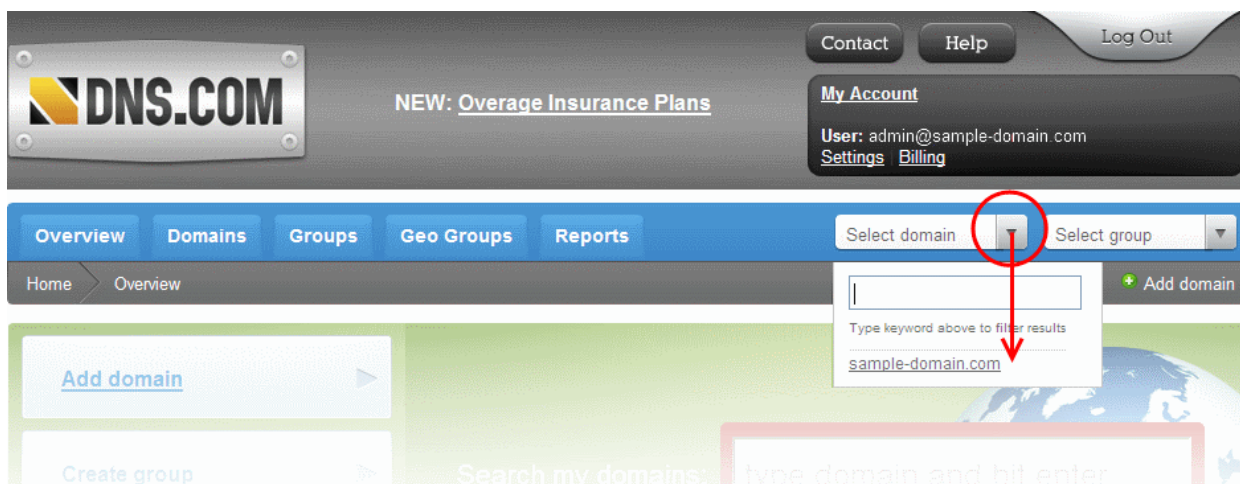 Contact
Help
Log Out
DNS.COM
NEW: Overage Insurance Plans
My Account
User: admin@sample-domain.com
Settings | Billing
Overview
Domains
Groups
Geo Groups
Reports
Select domain
Select group
Home
Overview
Add domain
Type keyword above to filter results
sample-domain.com
Add domain
Create group
Search my domains:
type domain and hit enter